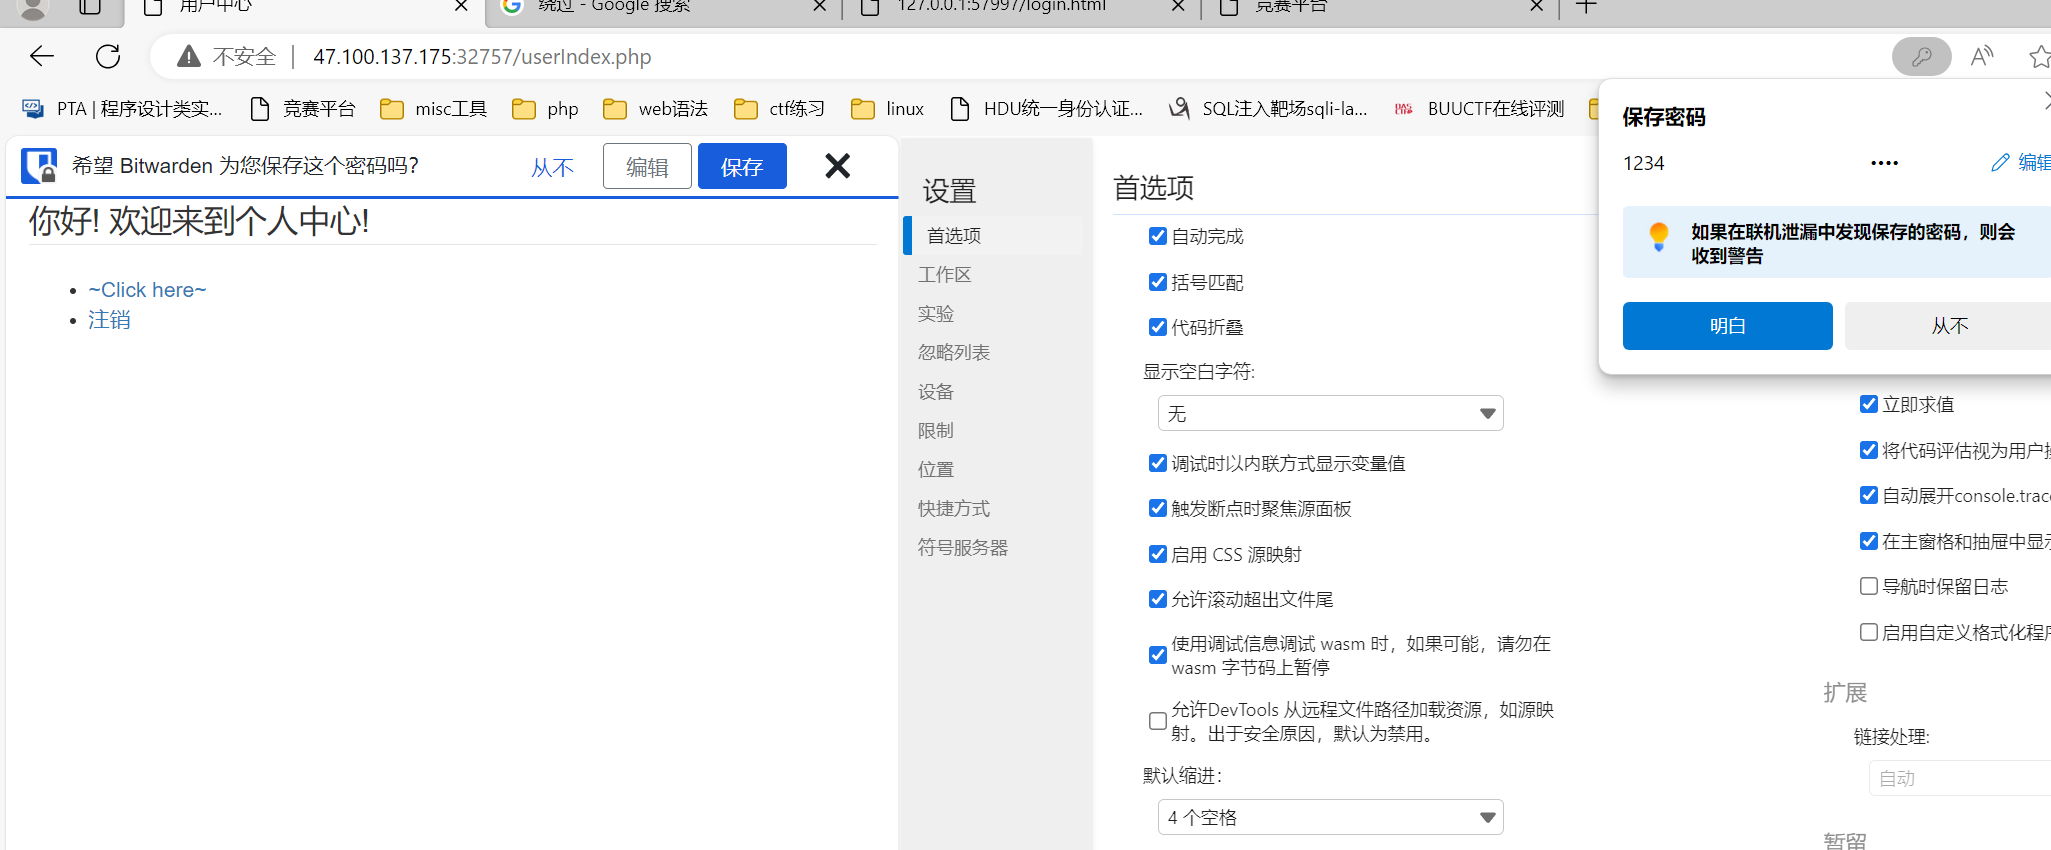 用户中心
绕过 - Google 搜索
127.0.0.1:57997/login.html
竞赛平台
不安全
47.100.137.175:32757/userIndex.php
PTA | 程序设计类实...
竞赛平台
misc工具
php
web语法
ctf练习
linux
HDU统一身份认证...
SQL注入靶场sqli-la...
BUUCTF在线评测
希望 Bitwarden 为您保存这个密码吗?
从不
编辑
保存
你好! 欢迎来到个人中心!
~Click here~
注销
设置
首选项
工作区
实验
忽略列表
设备
限制
位置
快捷方式
符号服务器
首选项
自动完成
括号匹配
代码折叠
显示空白字符:
无
调试时以内联方式显示变量值
触发断点时聚焦源面板
启用 CSS 源映射
允许滚动超出文件尾
使用调试信息调试 wasm 时，如果可能，请勿在
wasm 字节码上暂停
允许DevTools 从远程文件路径加载资源，如源映
射。出于安全原因，默认为禁用。
默认缩进:
4 个空格
保存密码
1234
••••
编辑
如果在联机泄漏中发现保存的密码，则会
收到警告
明白
从不
立即求值
将代码评估视为用户
自动展开console.trac
在主窗格和抽屉中显示
导航时保留日志
启用自定义格式化程序
扩展
链接处理:
自动
暂留